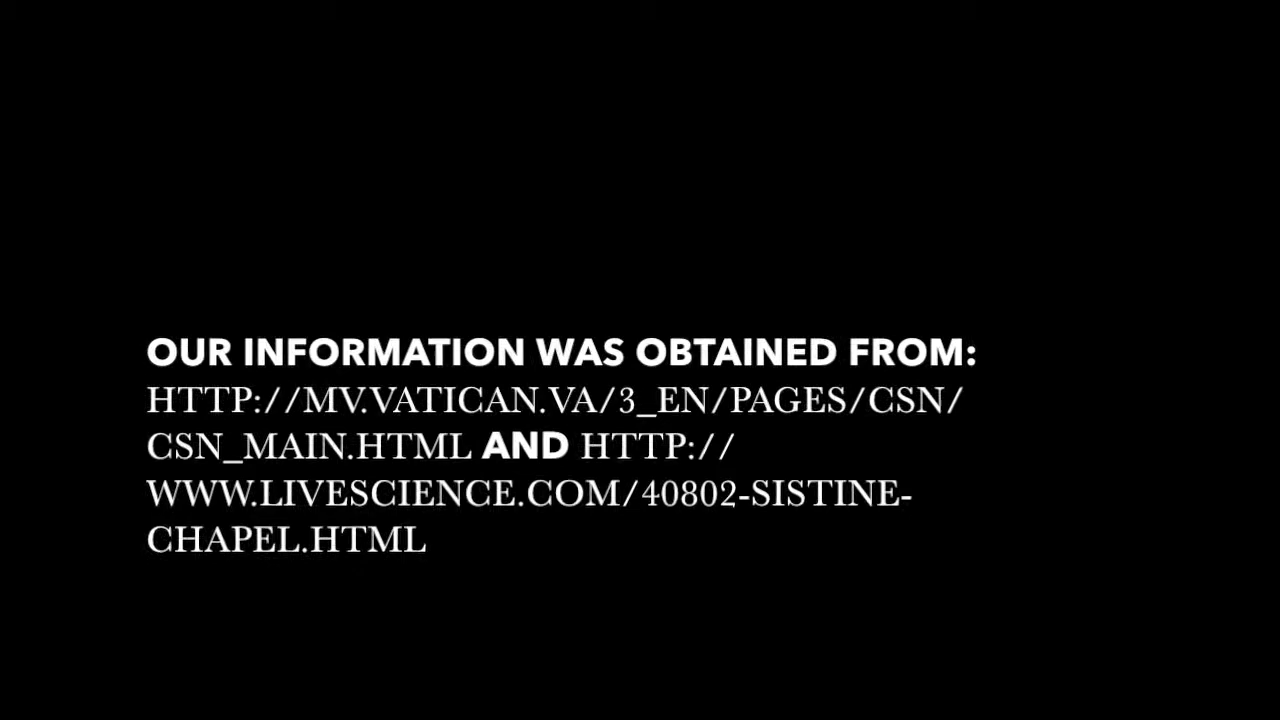 OUR INFORMATION WAS OBTAINED FROM:
HTTP://MV.VATICAN.VA/3_EN/PAGES/CSN/
CSN_MAIN.HTML AND HTTP://
WWW.LIVESCIENCE.COM/40802-SISTINE-
CHAPEL.HTML